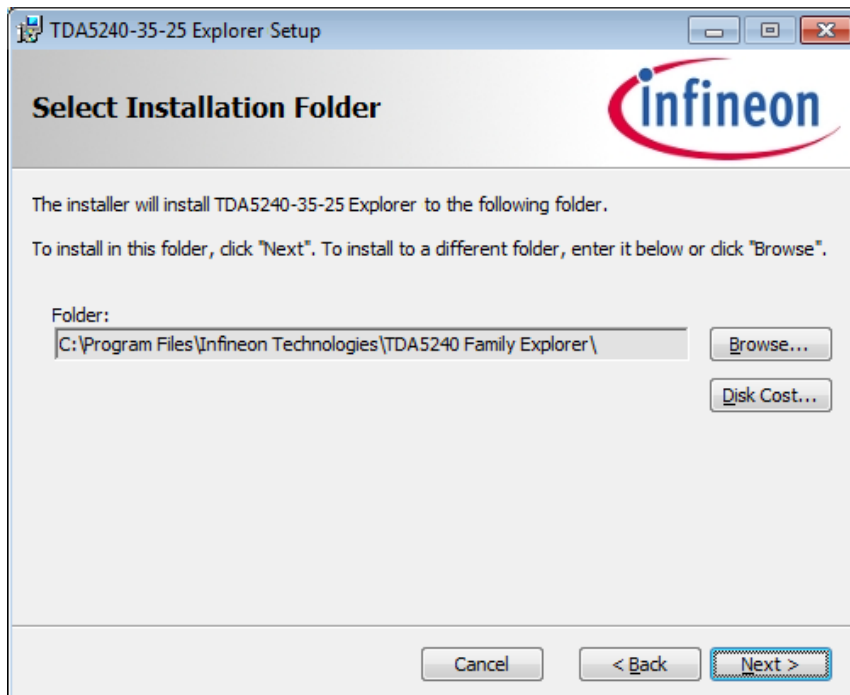 TDA5240-35-25 Explorer Setup
Select Installation Folder
infineon
The installer will install TDA5240-35-25 Explorer to the following folder.
To install in this folder, click "Next". To install to a different folder, enter it below or click "Browse".
Folder:
C:\Program Files\Infineon Technologies\TDA5240 Family Explorer\
Browse...
Disk Cost...
Cancel
< Back
Next >